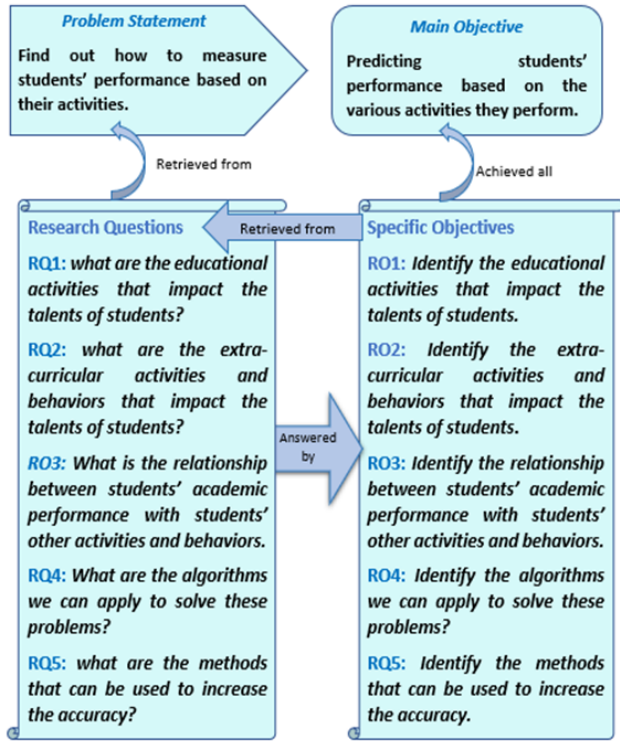 Problem Statement
Find out how to measure
students’ performance based on
their activities.
Main Objective
Predicting students’
performance based on the
various activities they perform.
Retrieved from
Achieved all
Research Questions
RQ1: what are the educational
activities that impact the
talents of students?
RQ2: what are the extra-
curricular activities and
behaviors that impact the
talents of students?
RO3: What is the relationship
between students’ academic
performance with students’
other activities and behaviors.
RQ4: What are the algorithms
we can apply to solve these
problems?
RQ5: what are the methods
that can be used to increase
the accuracy?
Retrieved from
Answered
by
Specific Objectives
RO1: Identify the educational
activities that impact the
talents of students.
RO2: Identify the extra-
curricular activities and
behaviors that impact the
talents of students.
RO3: Identify the relationship
between students’ academic
performance with students’
other activities and behaviors.
RO4: Identify the algorithms
we can apply to solve these
problems?
RQ5: Identify the methods
that can be used to increase
the accuracy.